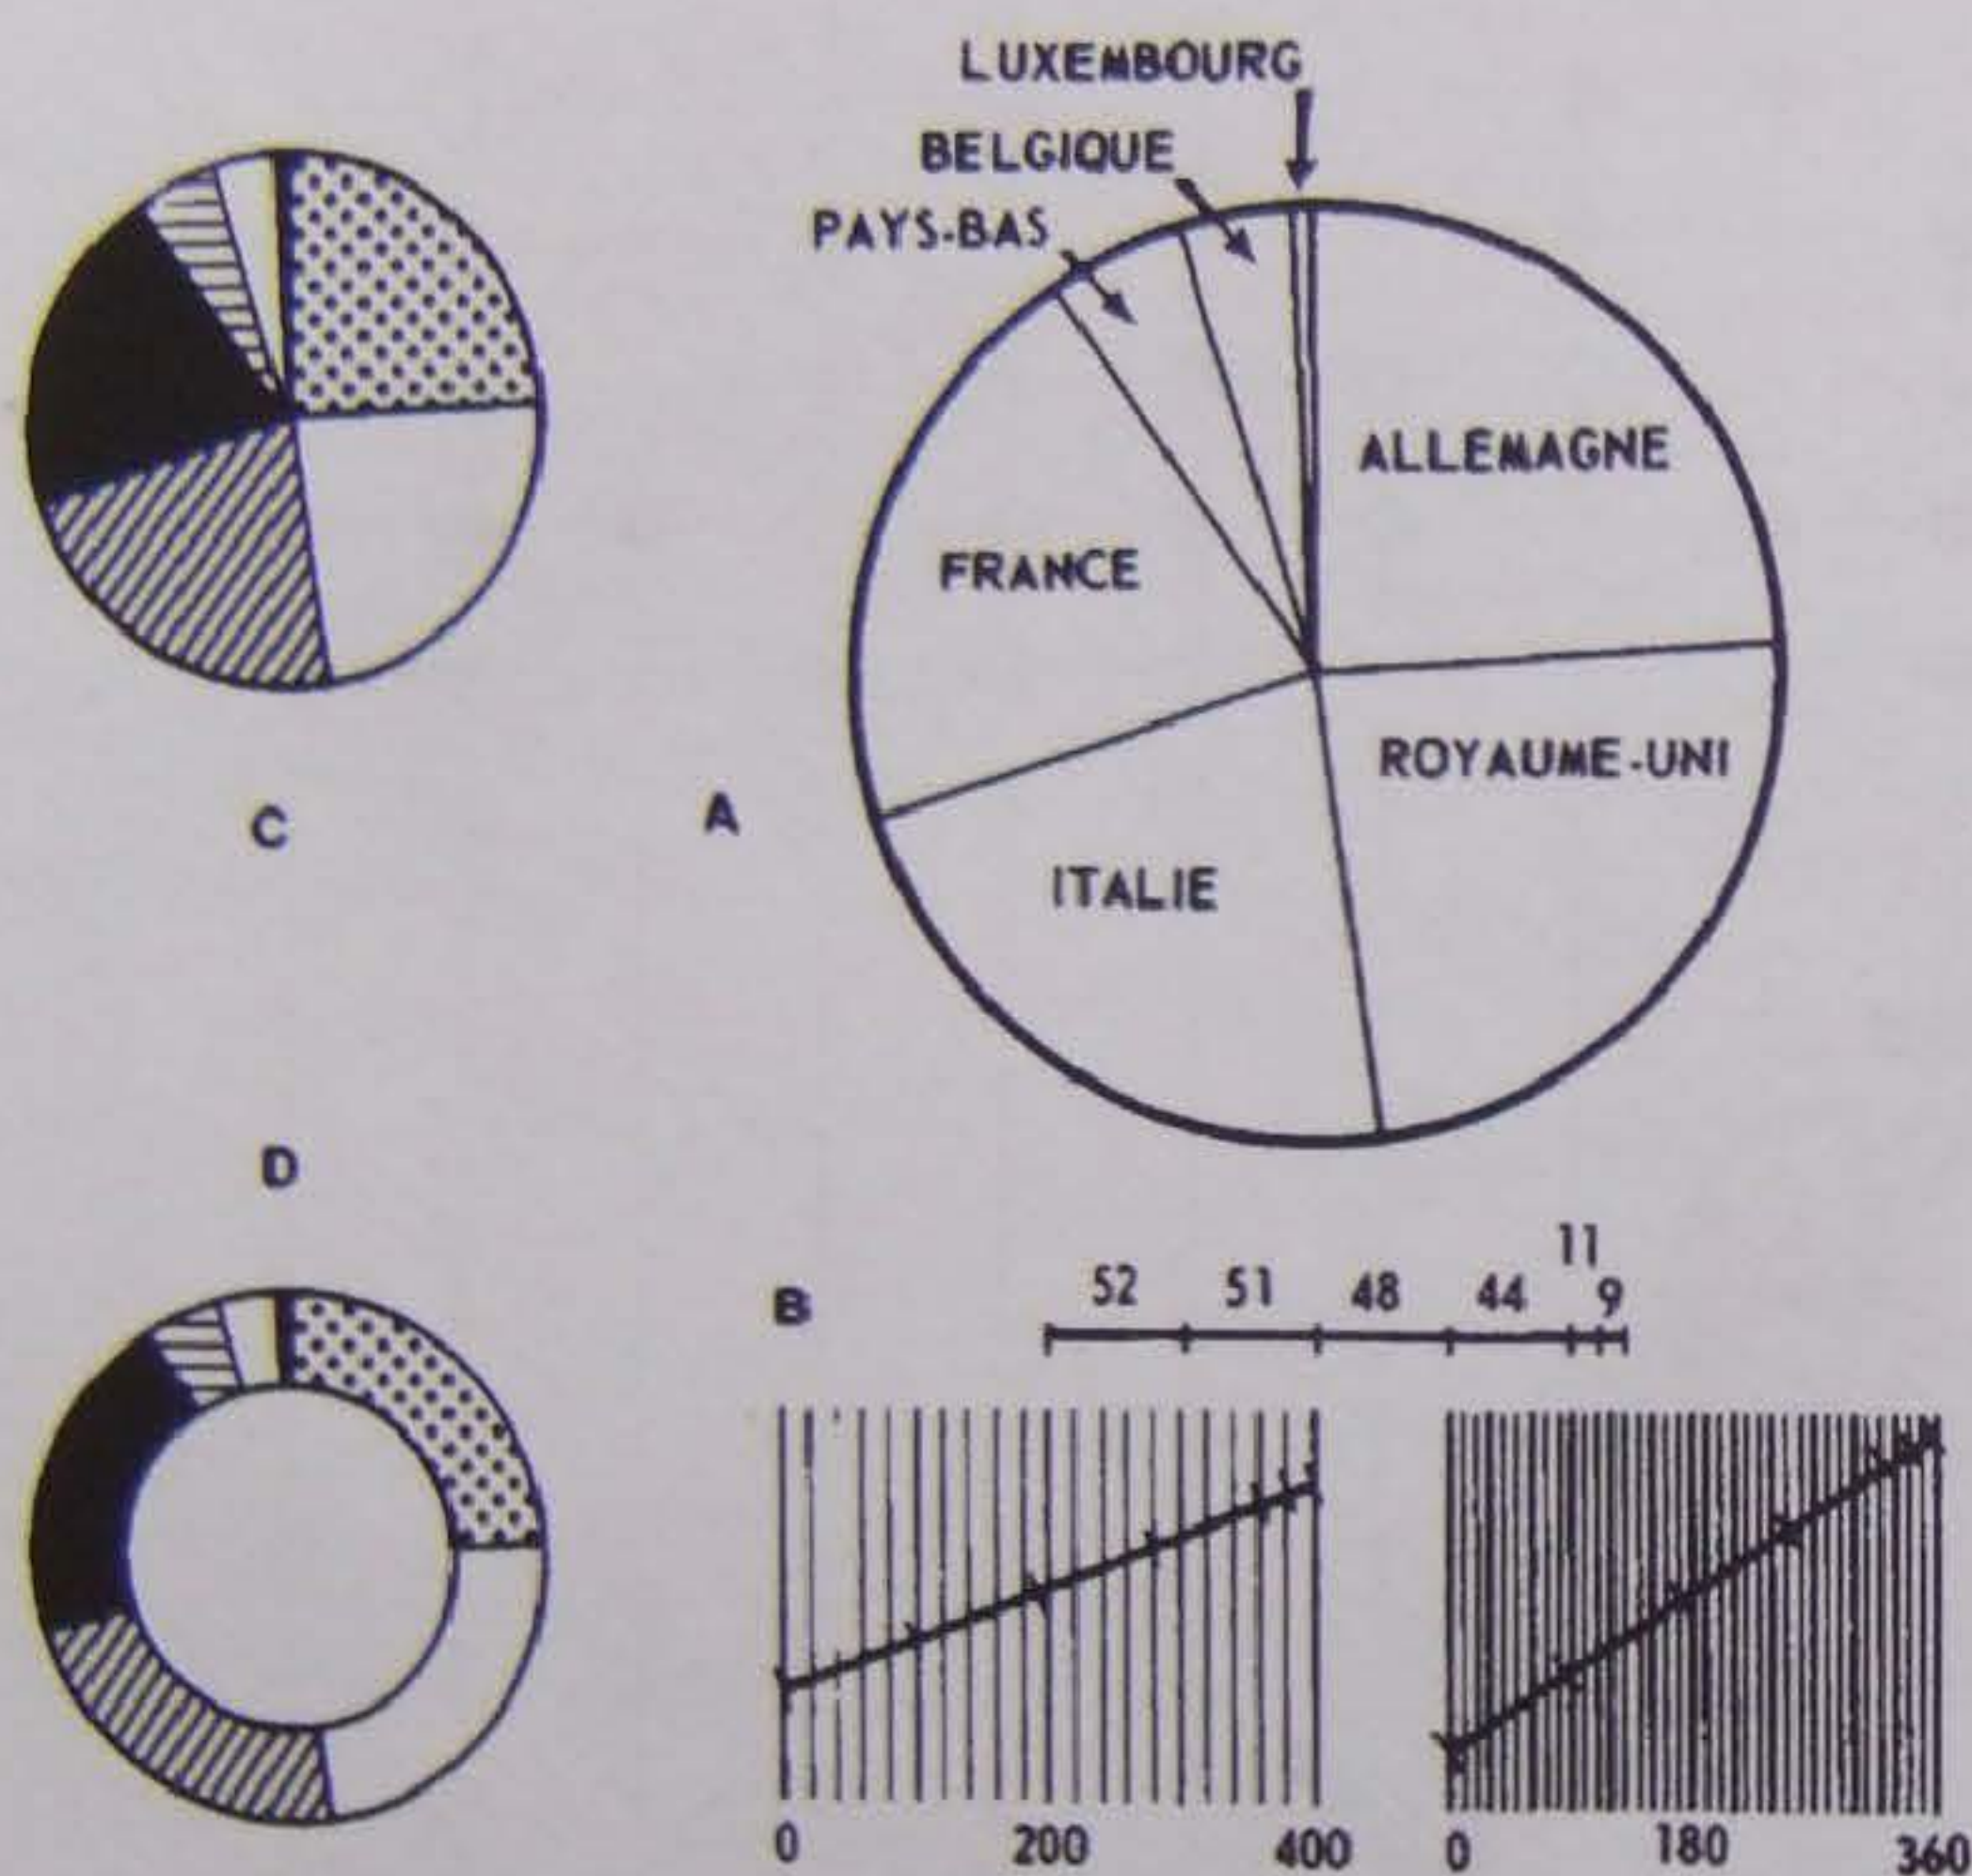 LUXEMBOURG
BELGIQUE
PAYS-BAS
ALLEMAGNE
FRANCE
ROYAUME-UNI
C
A
ITALIE
D
B
52 51 48 44 11 9
0 200 400 0 180 360